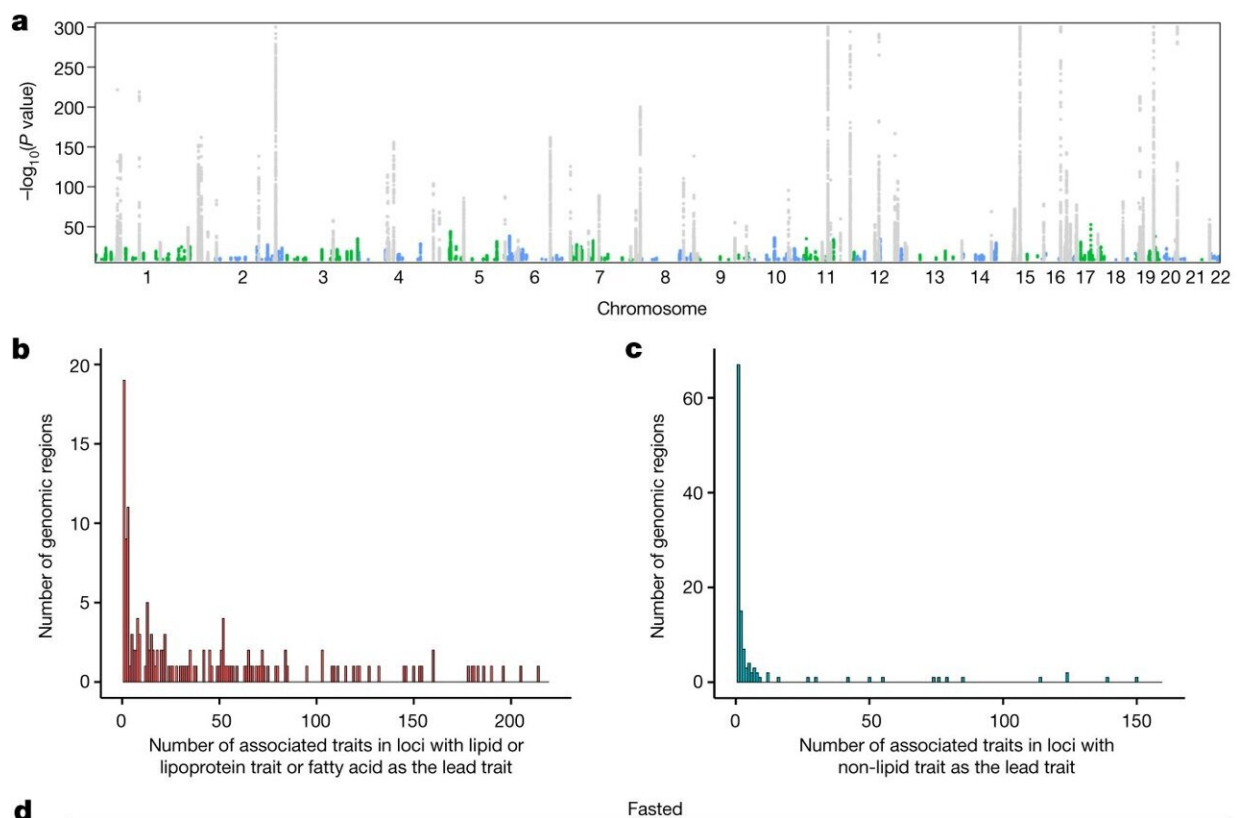 a
300
250
200
150
100
50
–log10(P value)
1 2 3 4 5 6 7 8 9 10 11 12 13 14 15 16 17 18 19 20 21 22
Chromosome
b
20
15
10
5
0
Number of genomic regions
0 50 100 150 200
Number of associated traits in loci with lipid or
lipoprotein trait or fatty acid as the lead trait
c
60
40
20
0
Number of genomic regions
0 50 100 150
Number of associated traits in loci with
non-lipid trait as the lead trait
d
Fasted